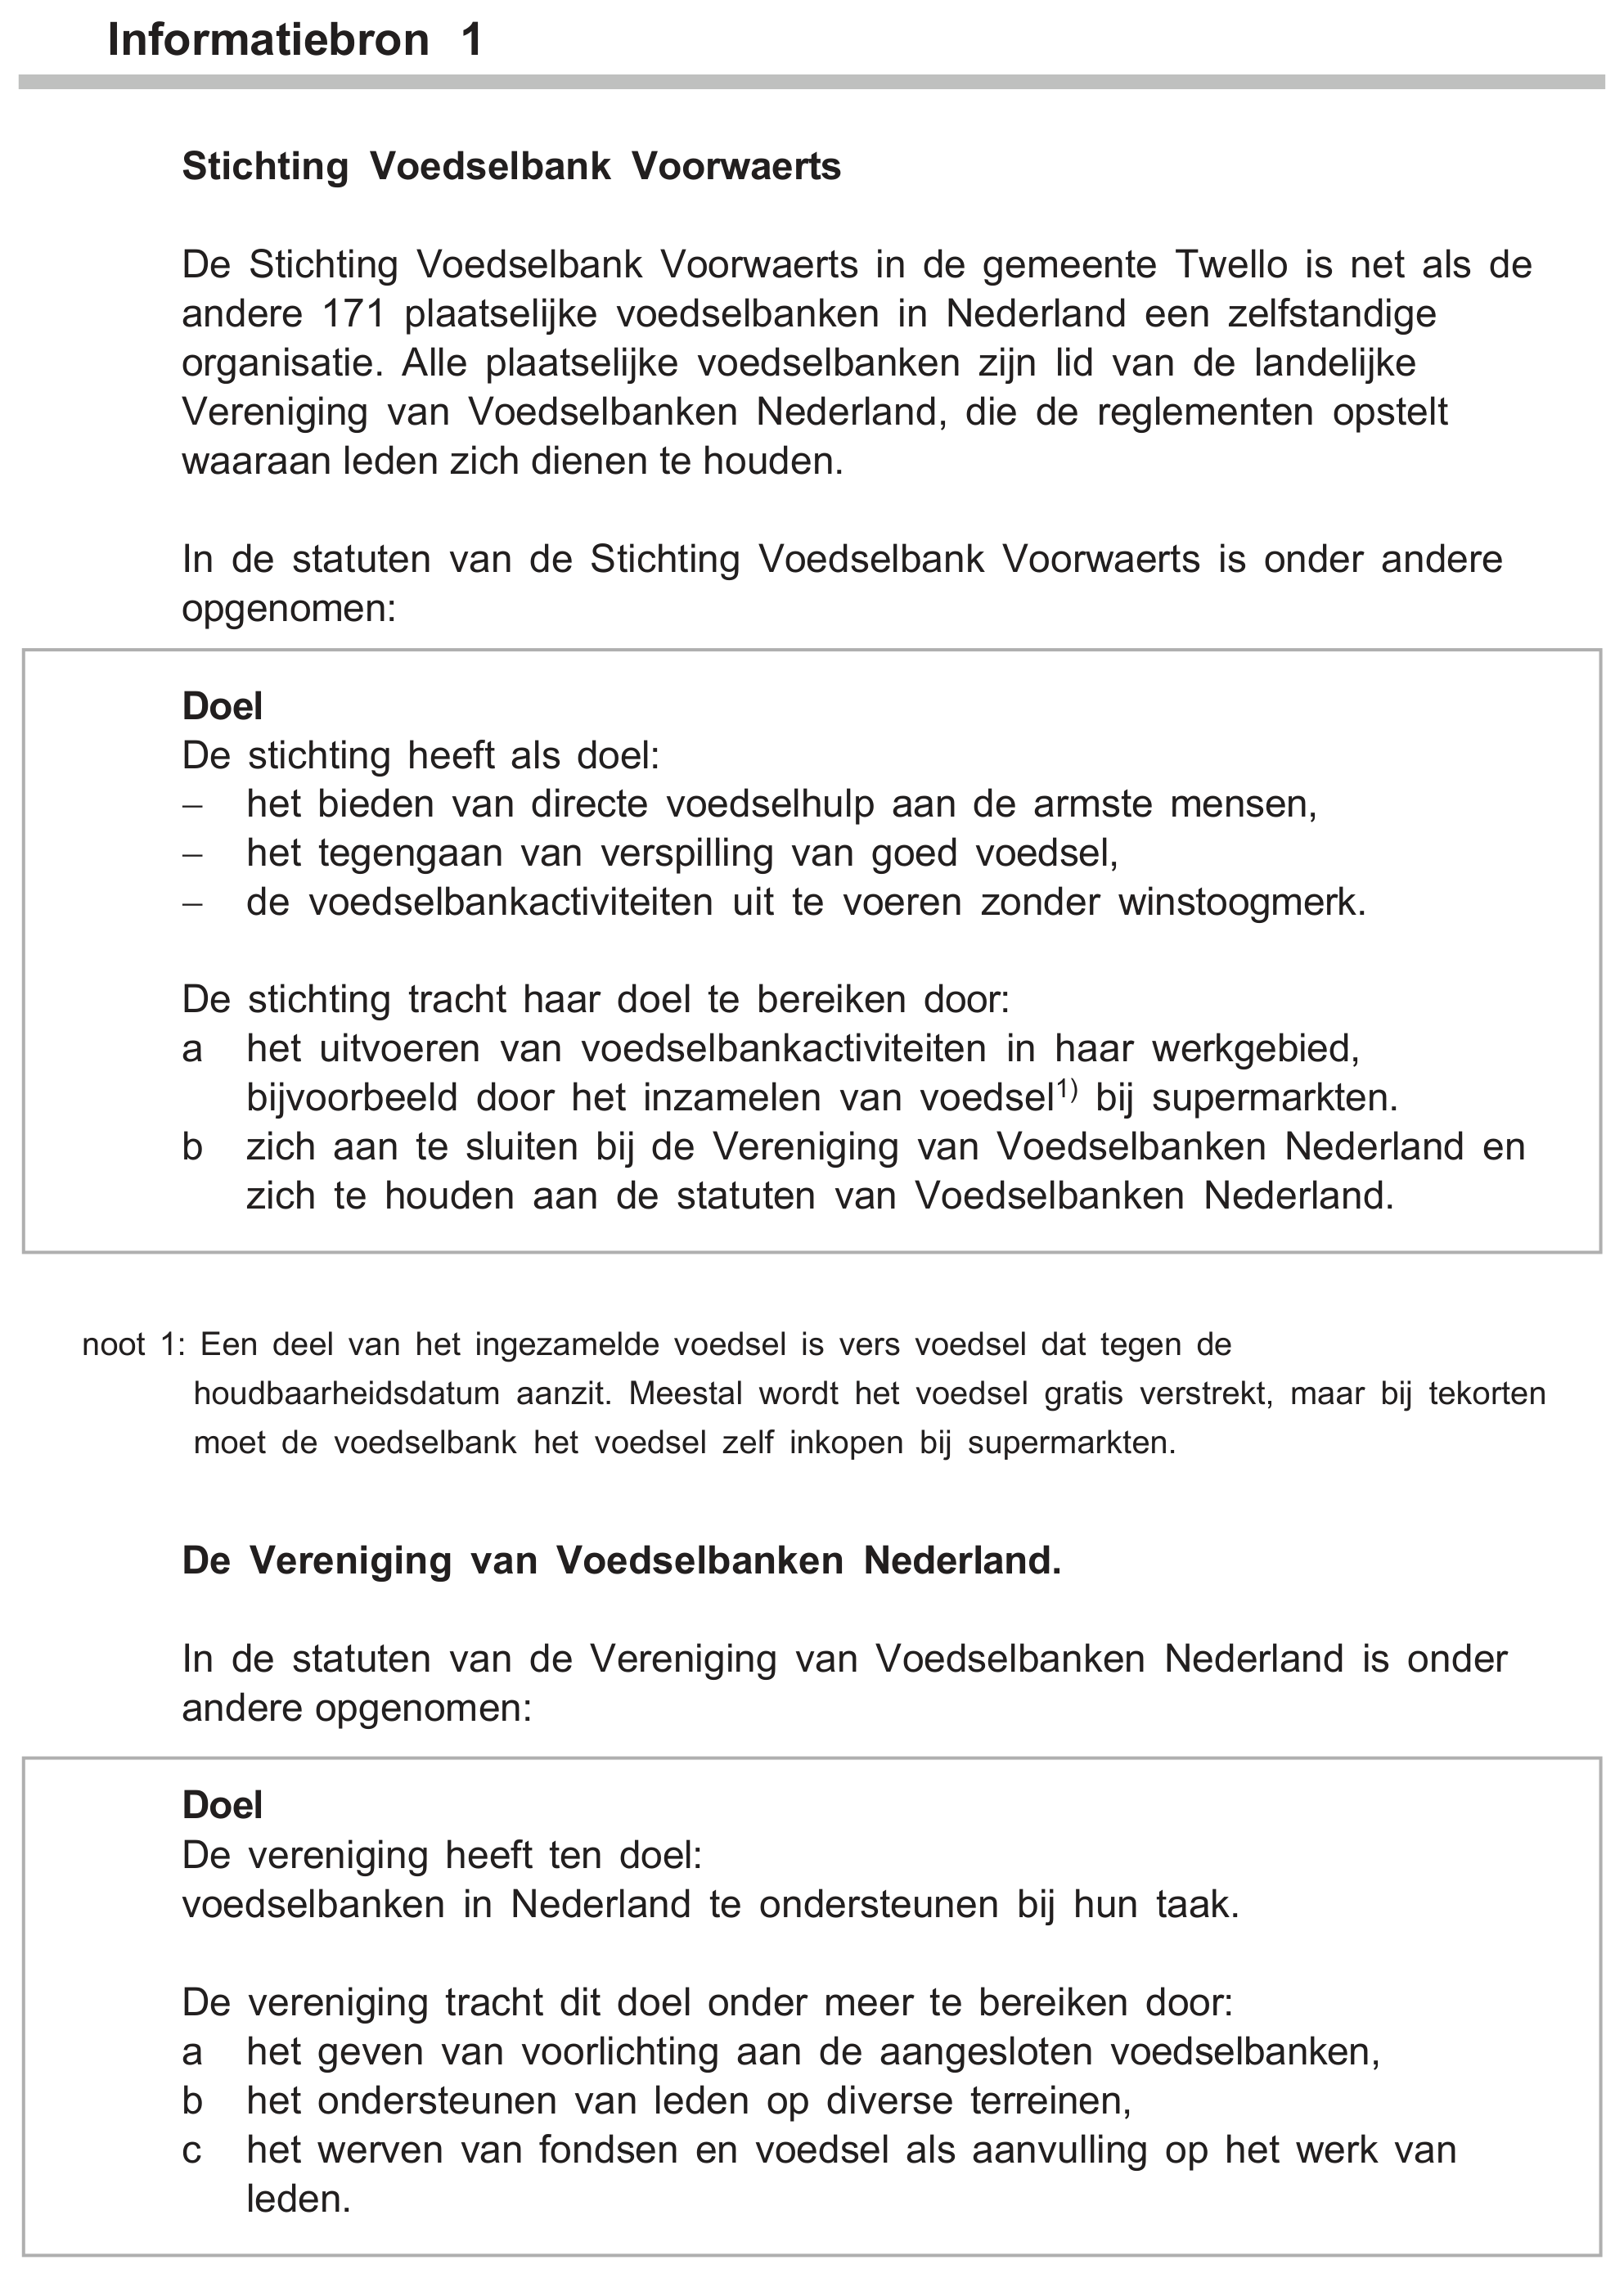 Informatiebron 1
Stichting Voedselbank Voorwaerts
De Stichting Voedselbank Voorwaerts in de gemeente Twello is net als de
andere 171 plaatselijke voedselbanken in Nederland een zelfstandige
organisatie. Alle plaatselijke voedselbanken zijn lid van de landelijke
Vereniging van Voedselbanken Nederland, die de reglementen opstelt
waaraan leden zich dienen te houden.
In de statuten van de Stichting Voedselbank Voorwaerts is onder andere
opgenomen:
Doel
De stichting heeft als doel:
– het bieden van directe voedselhulp aan de armste mensen,
– het tegengaan van verspilling van goed voedsel,
– de voedselbankactiviteiten uit te voeren zonder winstoogmerk.
De stichting tracht haar doel te bereiken door:
a het uitvoeren van voedselbankactiviteiten in haar werkgebied,
bijvoorbeeld door het inzamelen van voedsel1) bij supermarkten.
b zich aan te sluiten bij de Vereniging van Voedselbanken Nederland en
zich te houden aan de statuten van Voedselbanken Nederland.
noot 1: Een deel van het ingezamelde voedsel is vers voedsel dat tegen de
houdbaarheidsdatum aanzit. Meestal wordt het voedsel gratis verstrekt, maar bij tekorten
moet de voedselbank het voedsel zelf inkopen bij supermarkten.
De Vereniging van Voedselbanken Nederland.
In de statuten van de Vereniging van Voedselbanken Nederland is onder
andere opgenomen:
Doel
De vereniging heeft ten doel:
voedselbanken in Nederland te ondersteunen bij hun taak.
De vereniging tracht dit doel onder meer te bereiken door:
a het geven van voorlichting aan de aangesloten voedselbanken,
b het ondersteunen van leden op diverse terreinen,
c het werven van fondsen en voedsel als aanvulling op het werk van
leden.